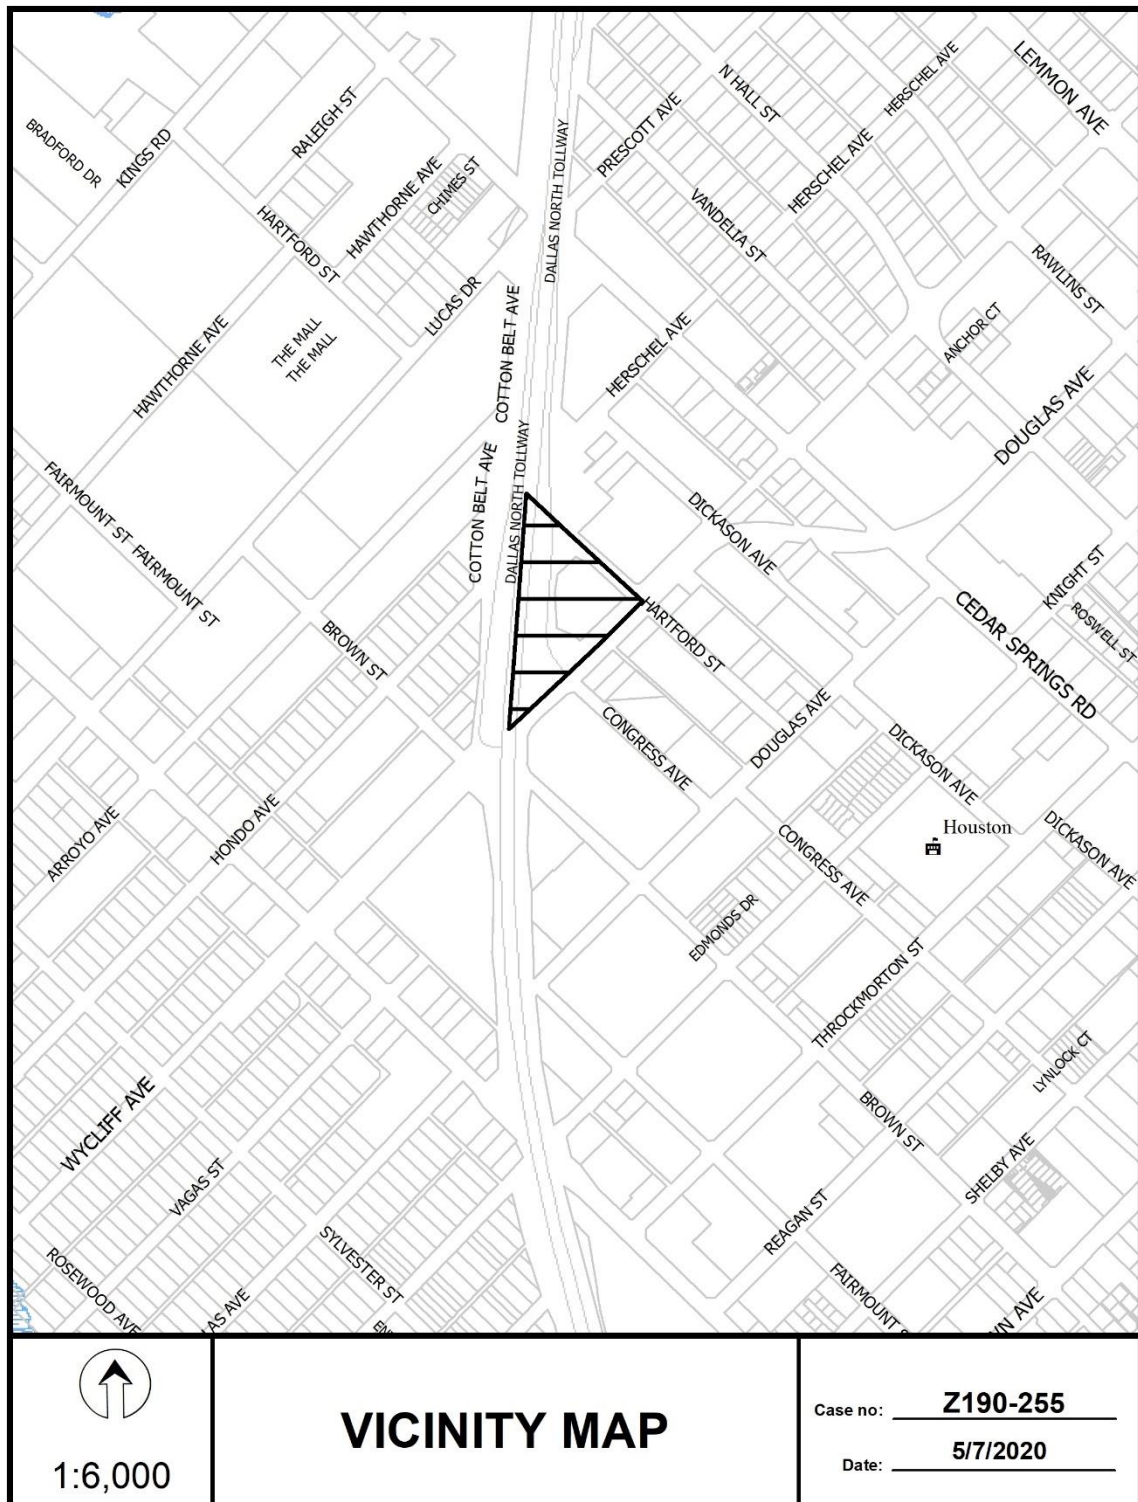 LEMMON AVE
HERSCHEL AVE
N HALL ST
PRESCOTT AVE
RALEIGH ST
BRADFORD DR
KINGS RD
HAWTHORNE AVE
CHIMES ST
HERSCHEL AVE
VANDELIA ST
DALLAS NORTH TOLLWAY
HARTFORD ST
RAWLINS ST
LUCAS DR
COTTON BELT AVE
ANCHOR CT
THE MALL
THE MALL
HERSCHEL AVE
HAWTHORNE AVE
DOUGLAS AVE
COTTON BELT AVE
DALLAS NORTH TOLLWAY
FAIRMOUNT ST
FAIRMOUNT ST
DICKASON AVE
KNIGHT ST
ROSWELL ST
CEDAR SPRINGS RD
BROWN ST
HARTFORD ST
CONGRESS AVE
DOUGLAS AVE
DICKASON AVE
Houston
DICKASON AVE
ARROYO AVE
HONDO AVE
CONGRESS AVE
EDMONDS DR
THROCKMORTON ST
LYNLOCK CT
WYCLIFF AVE
BROWN ST
VAGAS ST
SHELBY AVE
REAGAN ST
SYLVESTER ST
ROSEWOOD AVE
LAS AVE
EN
FAIRMOUNT S
WN AVE
1:6,000
VICINITY MAP
Case no: Z190-255
Date: 5/7/2020